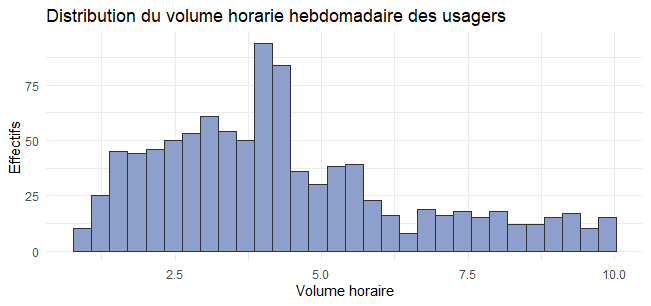 Distribution du volume horarie hebdomadaire des usagers
Effectifs
75
50
25
0
2.5 5.0 7.5 10.0
Volume horaire